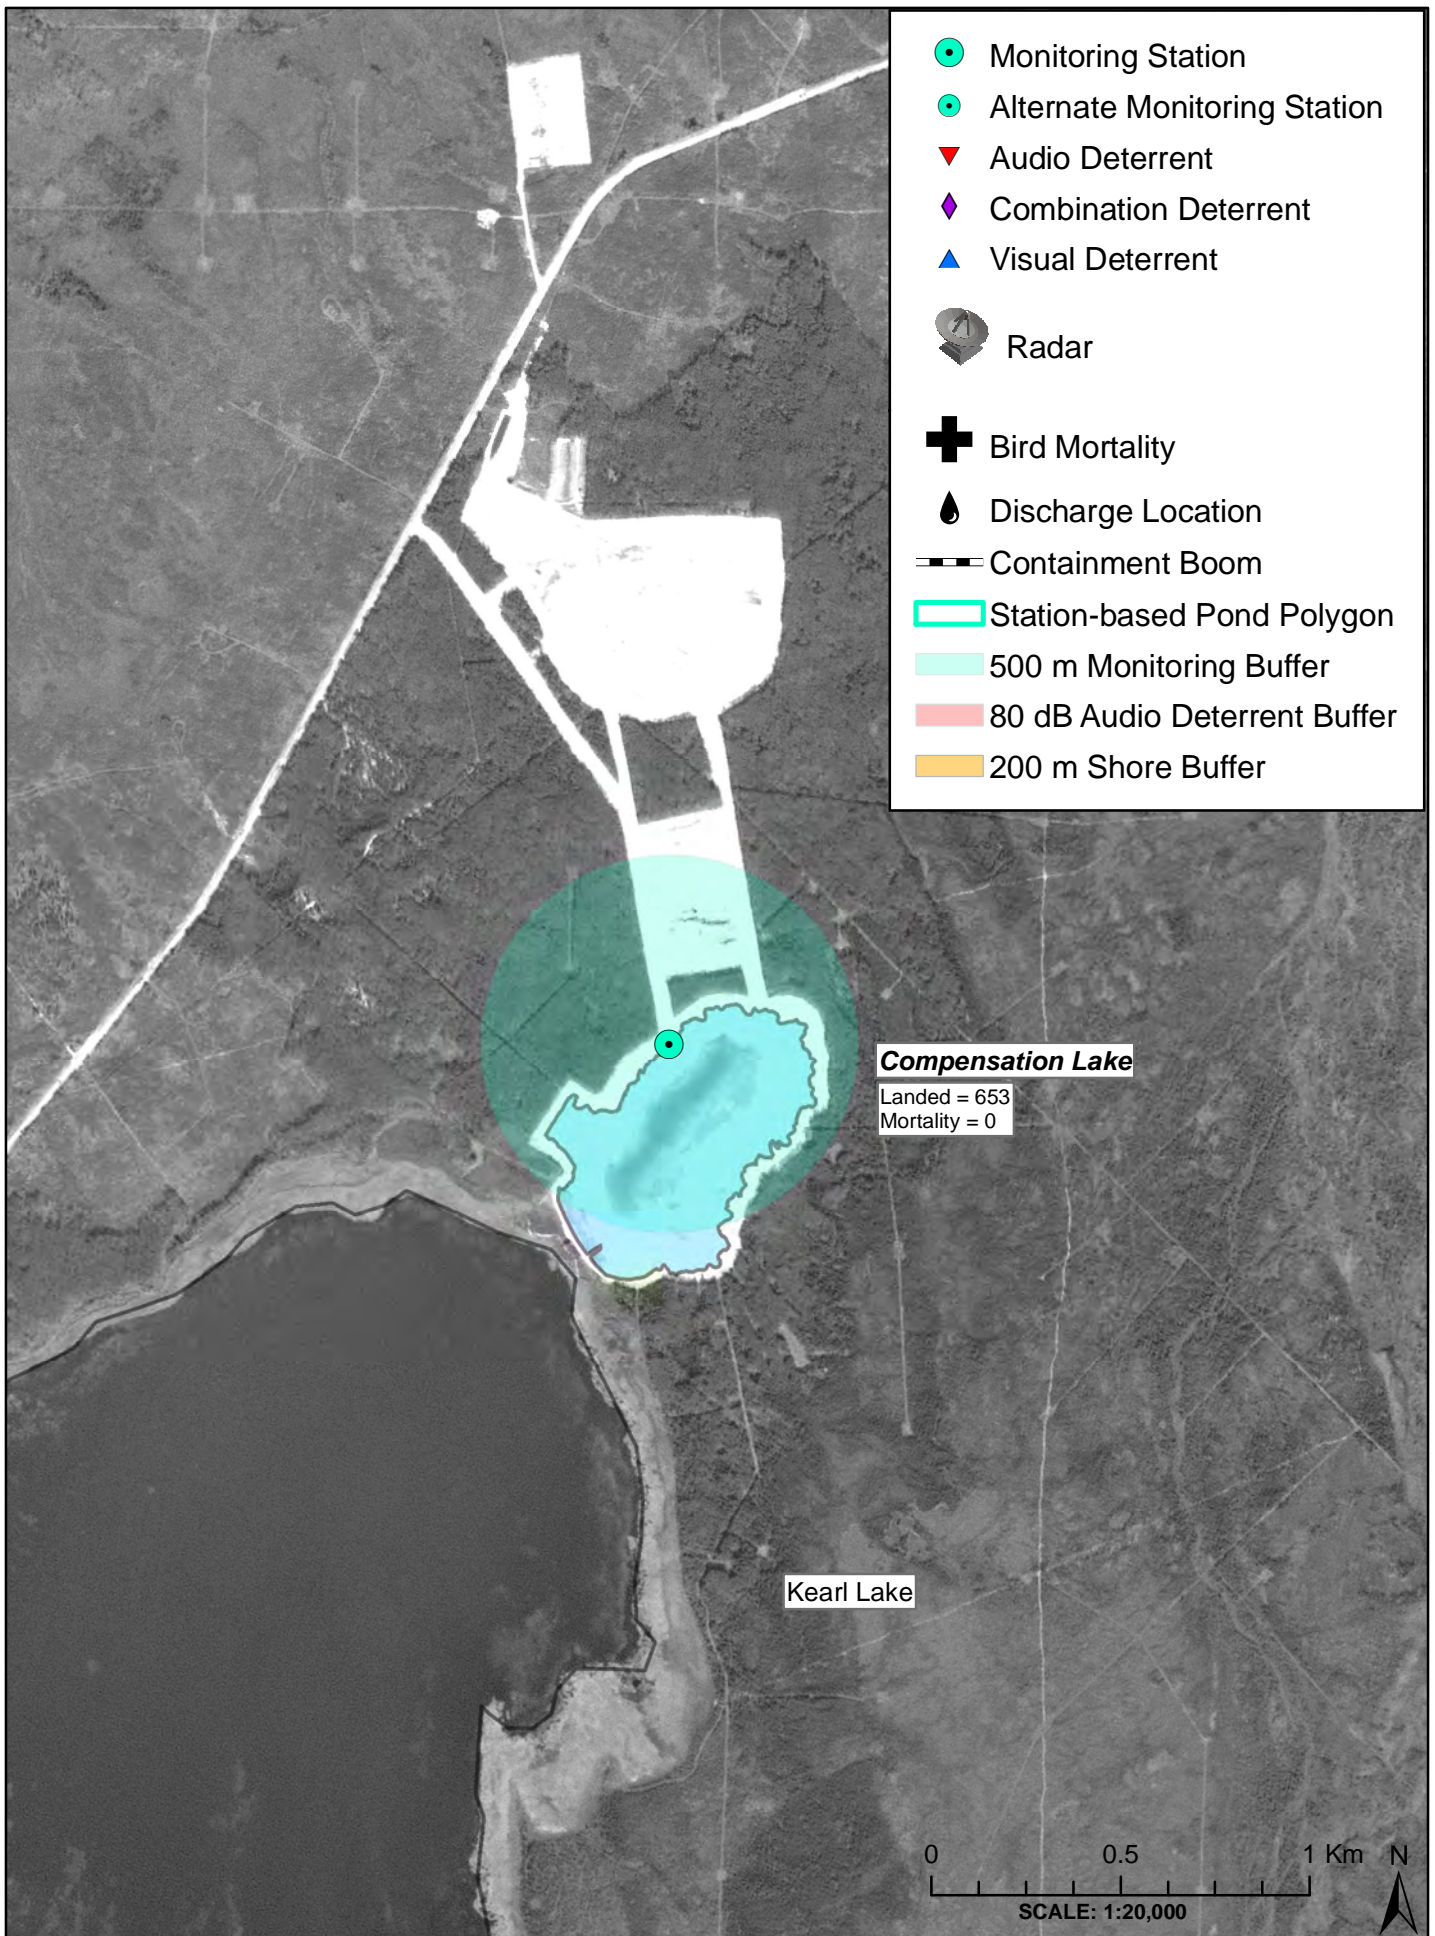 Monitoring Station
Alternate Monitoring Station
Audio Deterrent
Combination Deterrent
Visual Deterrent
Radar
Bird Mortality
Discharge Location
Containment Boom
Station-based Pond Polygon
500 m Monitoring Buffer
80 dB Audio Deterrent Buffer
200 m Shore Buffer
Compensation Lake
Landed = 653
Mortality = 0
Kearl Lake
0 0.5 1 Km N
SCALE: 1:20,000